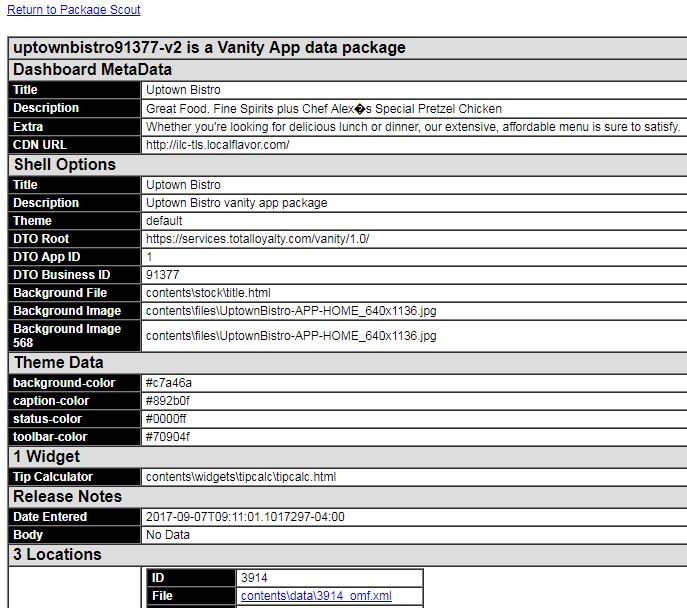 Return to Package Scout
uptownbistro91377-v2 is a Vanity App data package
Dashboard MetaData
Title Uptown Bistro
Description Great Food. Fine Spirits plus Chef Alex�s Special Pretzel Chicken
Extra Whether you're looking for delicious lunch or dinner, our extensive, affordable menu is sure to satisfy.
CDN URL http://ilc-tls.localflavor.com/
Shell Options
Title Uptown Bistro
Description Uptown Bistro vanity app package
Theme default
DTO Root https://services.totalloyalty.com/vanity/1.0/
DTO App ID 1
DTO Business ID 91377
Background File contents\stock\title.html
Background Image contents\files\UptownBistro-APP-HOME_640x1136.jpg
Background Image
568 contents\files\UptownBistro-APP-HOME_640x1136.jpg
Theme Data
background-color #c7a46a
caption-color #892b0f
status-color #0000ff
toolbar-color #70904f
1 Widget
Tip Calculator contents\widgets\tipcalc\tipcalc.html
Release Notes
Date Entered 2017-09-07T09:11:01.1017297-04:00
Body No Data
3 Locations
ID 3914
File contents\data\3914_omf.xml